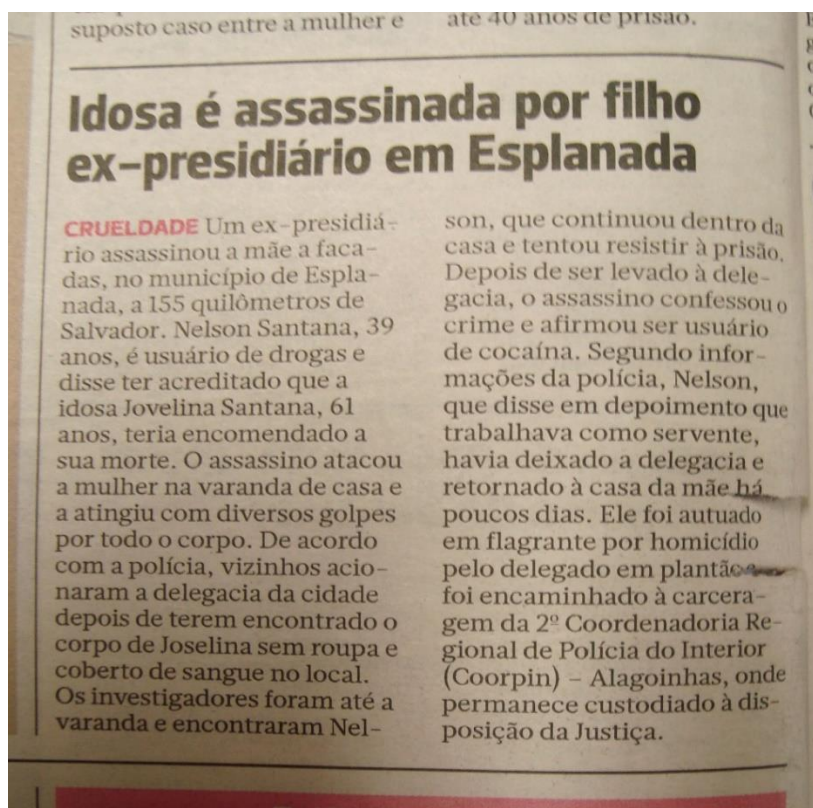 suposto caso entre a mulher e
até 40 anos de prisão.
Idosa é assassinada por filho
ex-presidiário em Esplanada
CRUELDADE Um ex-presidiá-
rio assassinou a mãe a faca-
das, no município de Espla-
nada, a 155 quilômetros de
Salvador. Nelson Santana, 39
anos, é usuário de drogas e
disse ter acreditado que a
idosa Jovelina Santana, 61
anos, teria encomendado a
sua morte. O assassino atacou
a mulher na varanda de casa e
a atingiu com diversos golpes
por todo o corpo. De acordo
com a polícia, vizinhos acio-
naram a delegacia da cidade
depois de terem encontrado o
corpo de Joselina sem roupa e
coberto de sangue no local.
Os investigadores foram até a
varanda e encontraram Nel-
son, que continuou dentro da
casa e tentou resistir à prisão.
Depois de ser levado à dele-
gacia, o assassino confessou o
crime e afirmou ser usuário
de cocaína. Segundo infor-
mações da polícia, Nelson,
que disse em depoimento que
trabalhava como servente,
havia deixado a delegacia e
retornado à casa da mãe há
poucos dias. Ele foi autuado
em flagrante por homicídio
pelo delegado em plantão e
foi encaminhado à carcera-
gem da 2º Coordenadoria Re-
gional de Polícia do Interior
(Coorpin) – Alagoinhas, onde
permanece custodiado à dis-
posição da Justiça.